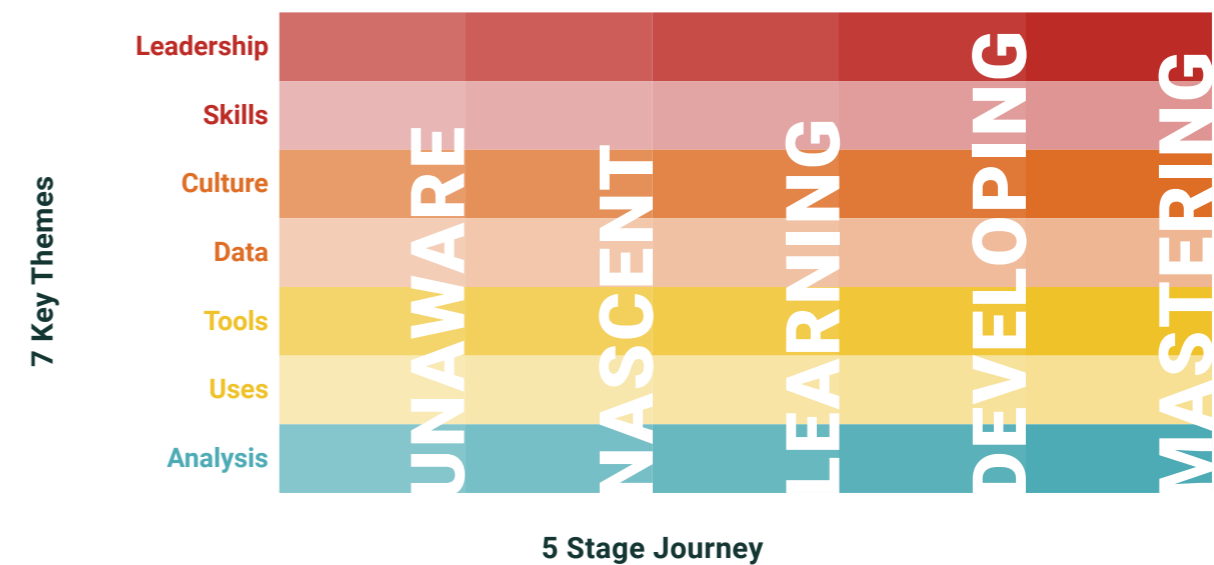 7 Key Themes
Leadership
Skills
Culture
Data
Tools
Uses
Analysis
UNAWARE
NASCENT
LEARNING
DEVELOPING
MASTERING
5 Stage Journey